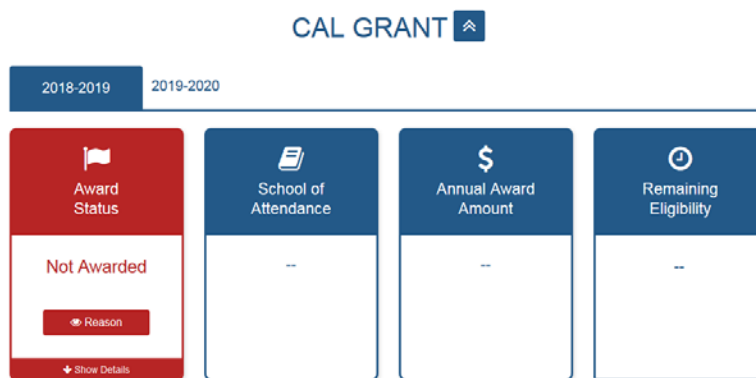 CAL GRANT
2018-2019
2019-2020
Award
Status
School of
Attendance
Annual Award
Amount
Remaining
Eligibility
Not Awarded
--
--
--
Reason
Show Details